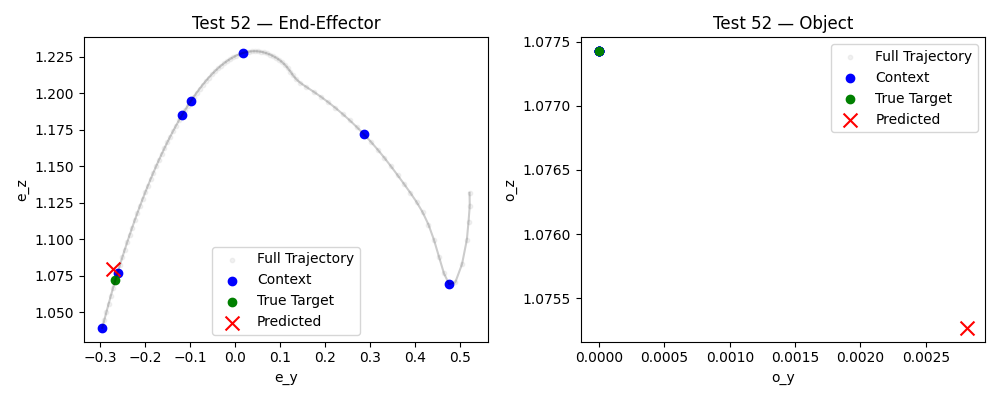 Test 52 — End-Effector
e_z
1.225
1.200
1.175
1.150
1.125
1.100
1.075
1.050
−0.3
−0.2
−0.1
0.0
0.1
0.2
0.3
0.4
0.5
e_y
Full Trajectory
Context
True Target
Predicted
Test 52 — Object
o_z
1.0775
1.0770
1.0765
1.0760
1.0755
0.0000
0.0005
0.0010
0.0015
0.0020
0.0025
o_y
Full Trajectory
Context
True Target
Predicted